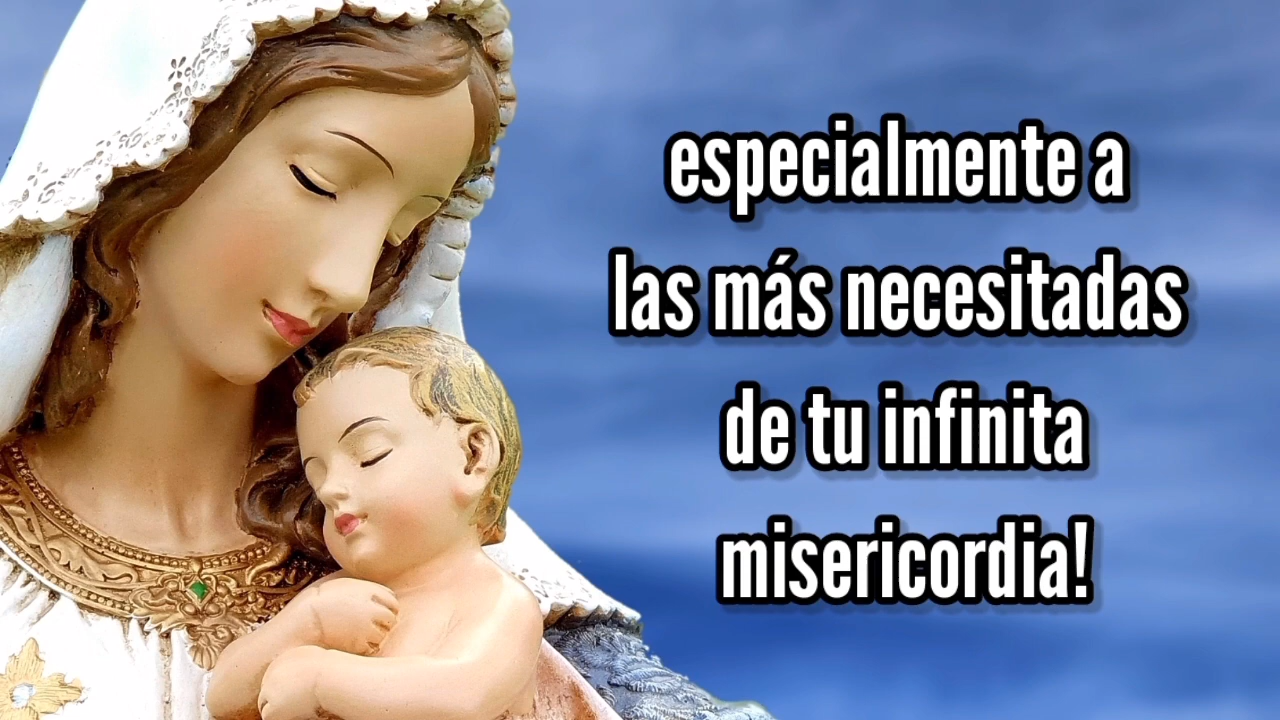 especialmente a
las más necesitadas
de tu infinita
misericordia!